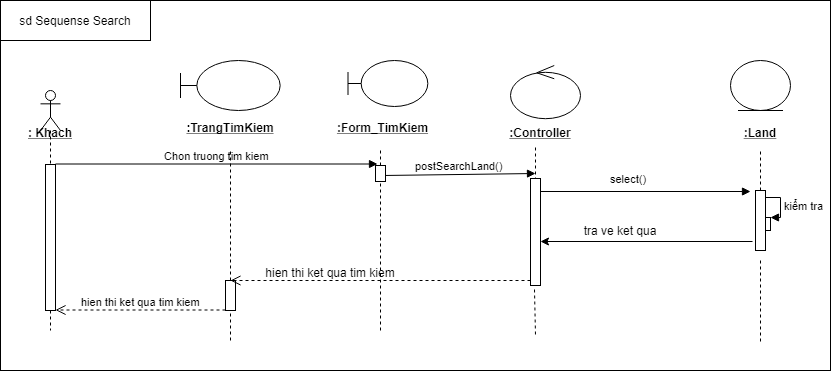 sd Sequense Search
: Khach
:TrangTimKiem
:Form_TimKiem
:Controller
:Land
Chon truong tim kiem
postSearchLand()
select()
kiểm tra
tra ve ket qua
hien thi ket qua tim kiem
hien thi ket qua tim kiem